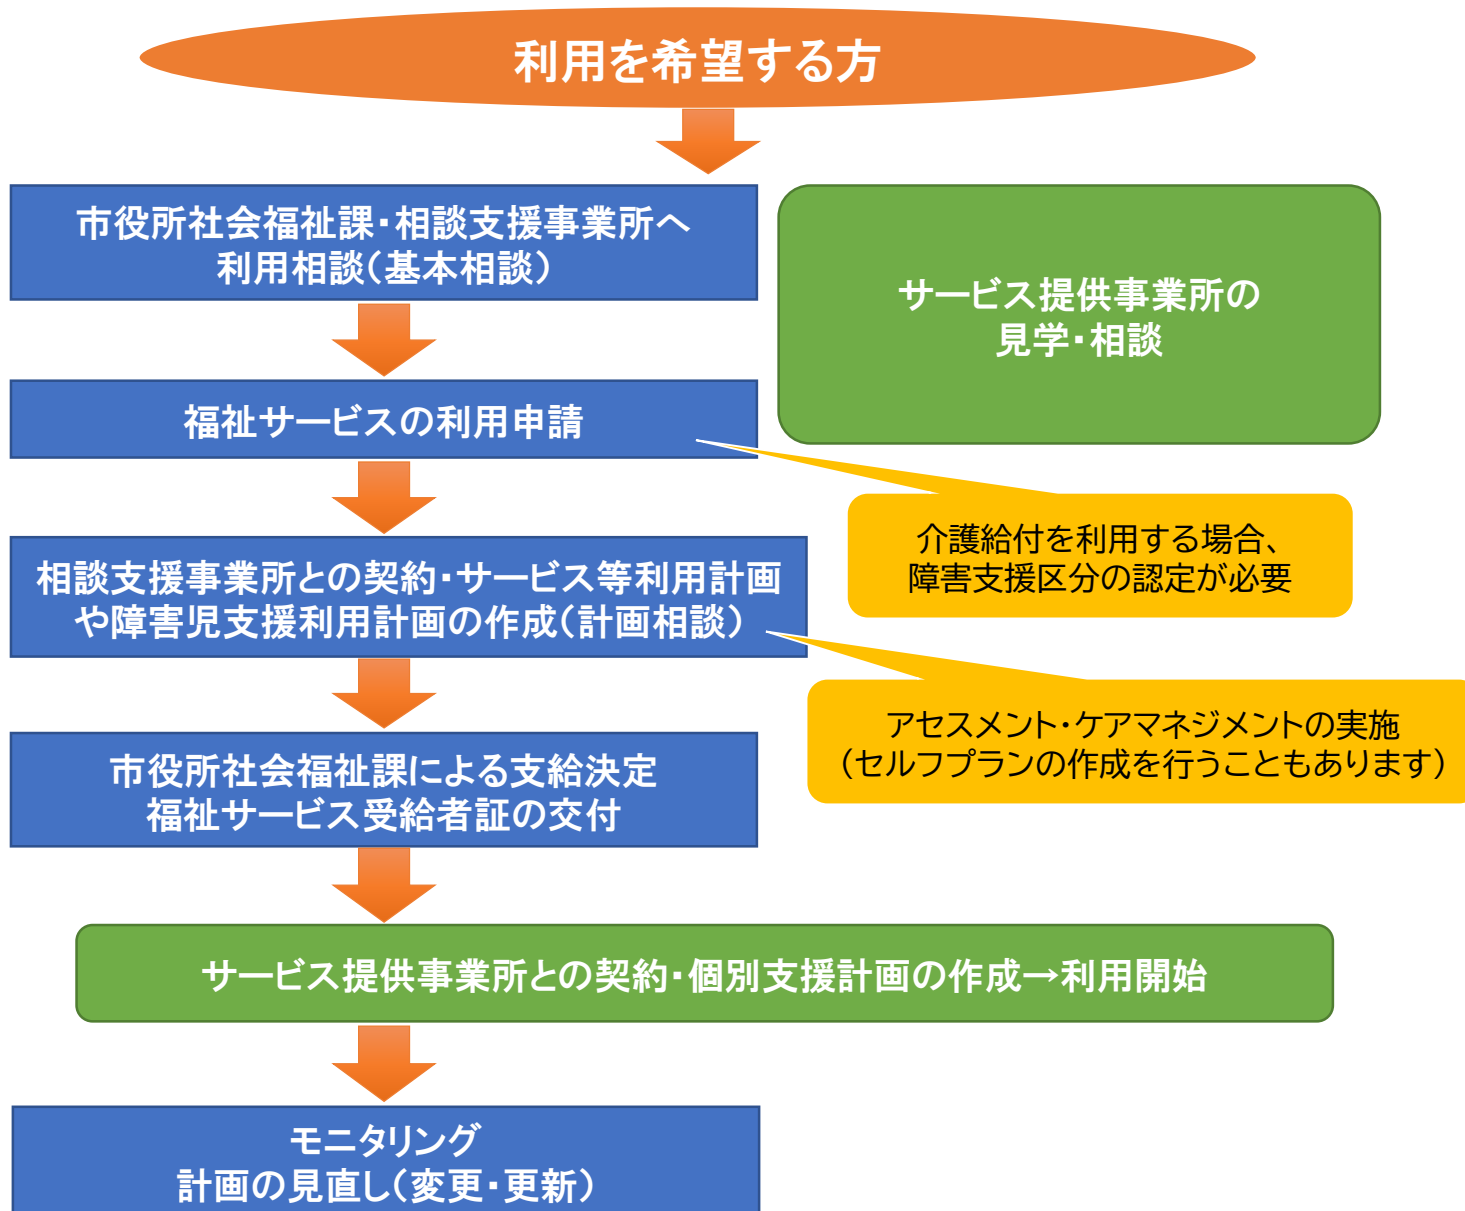 利用を希望する方
市役所社会福祉課・相談支援事業所へ
利用相談（基本相談）
サービス提供事業所の
見学・相談
福祉サービスの利用申請
介護給付を利用する場合、
障害支援区分の認定が必要
相談支援事業所との契約・サービス等利用計画
や障害児支援利用計画の作成（計画相談）
アセスメント・ケアマネジメントの実施
（セルフプランの作成を行うこともあります）
市役所社会福祉課による支給決定
福祉サービス受給者証の交付
サービス提供事業所との契約・個別支援計画の作成→利用開始
モニタリング
計画の見直し（変更・更新）